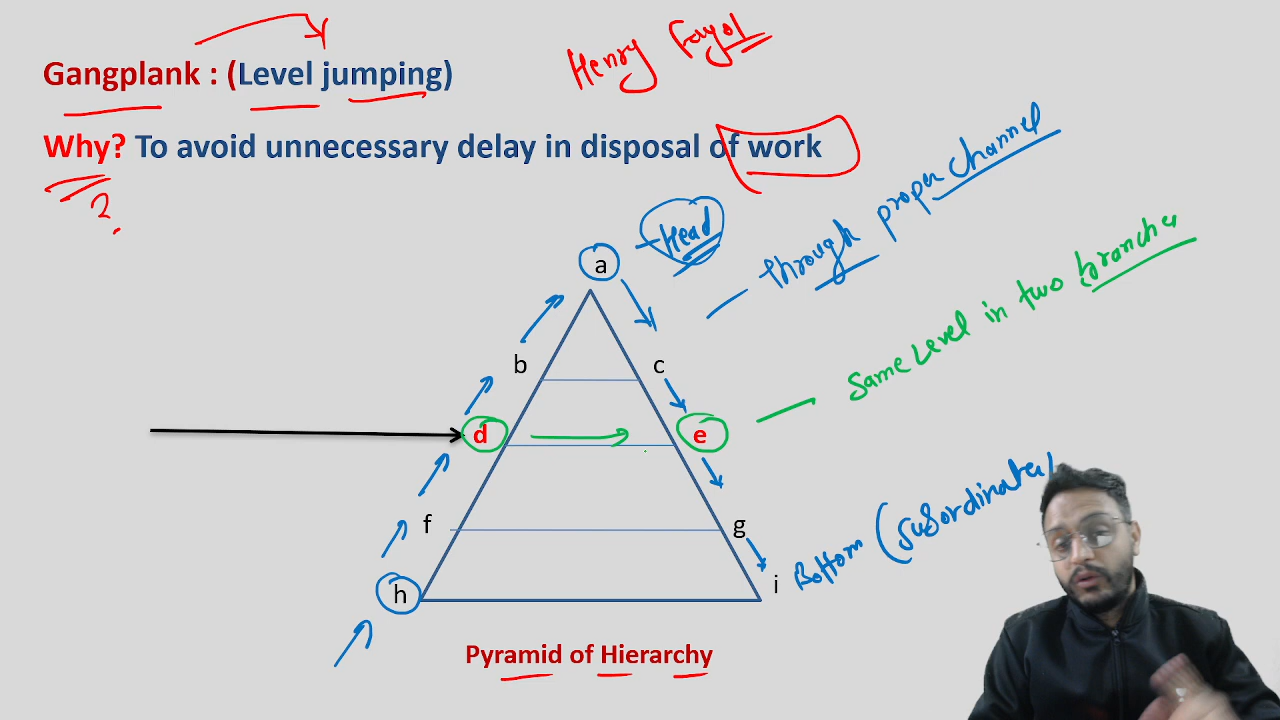 Henry Fayol
Gangplank : (Level jumping)
Why? To avoid unnecessary delay in disposal of work
?
a
Head
through proper channel
b
c
Same Level in two branches
d
e
f
g
h
i
Bottom (subordinates)
Pyramid of Hierarchy